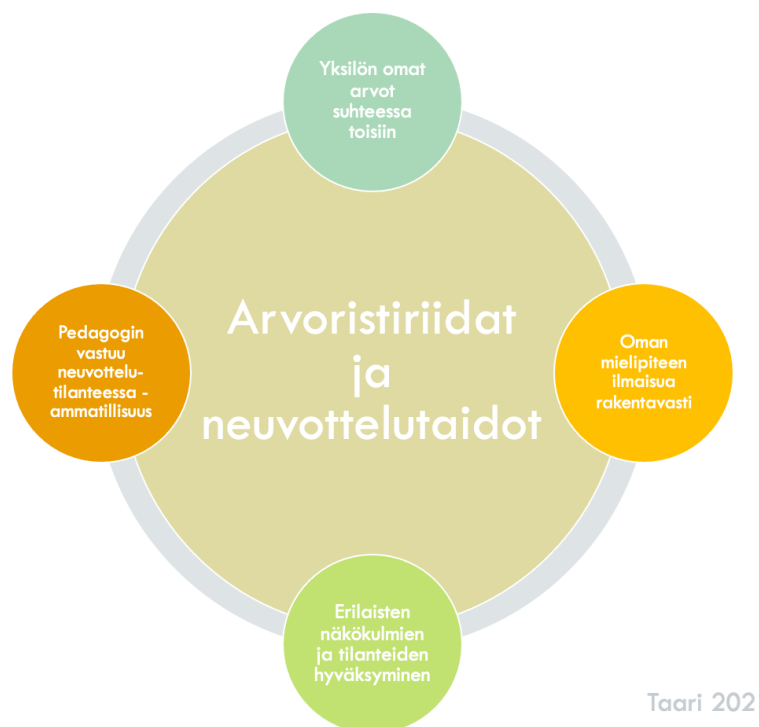 Yksilön omat
arvot
suhteessa
toisiin
Arvoristiriidat
ja
neuvottelutaidot
Pedagogin
vastuu
neuvottelu-
tilanteessa -
ammatillisuus
Oman
mielipiteen
ilmaisua
rakentavasti
Erilaisten
näkökulmien
ja tilanteiden
hyväksyminen
Taari 202